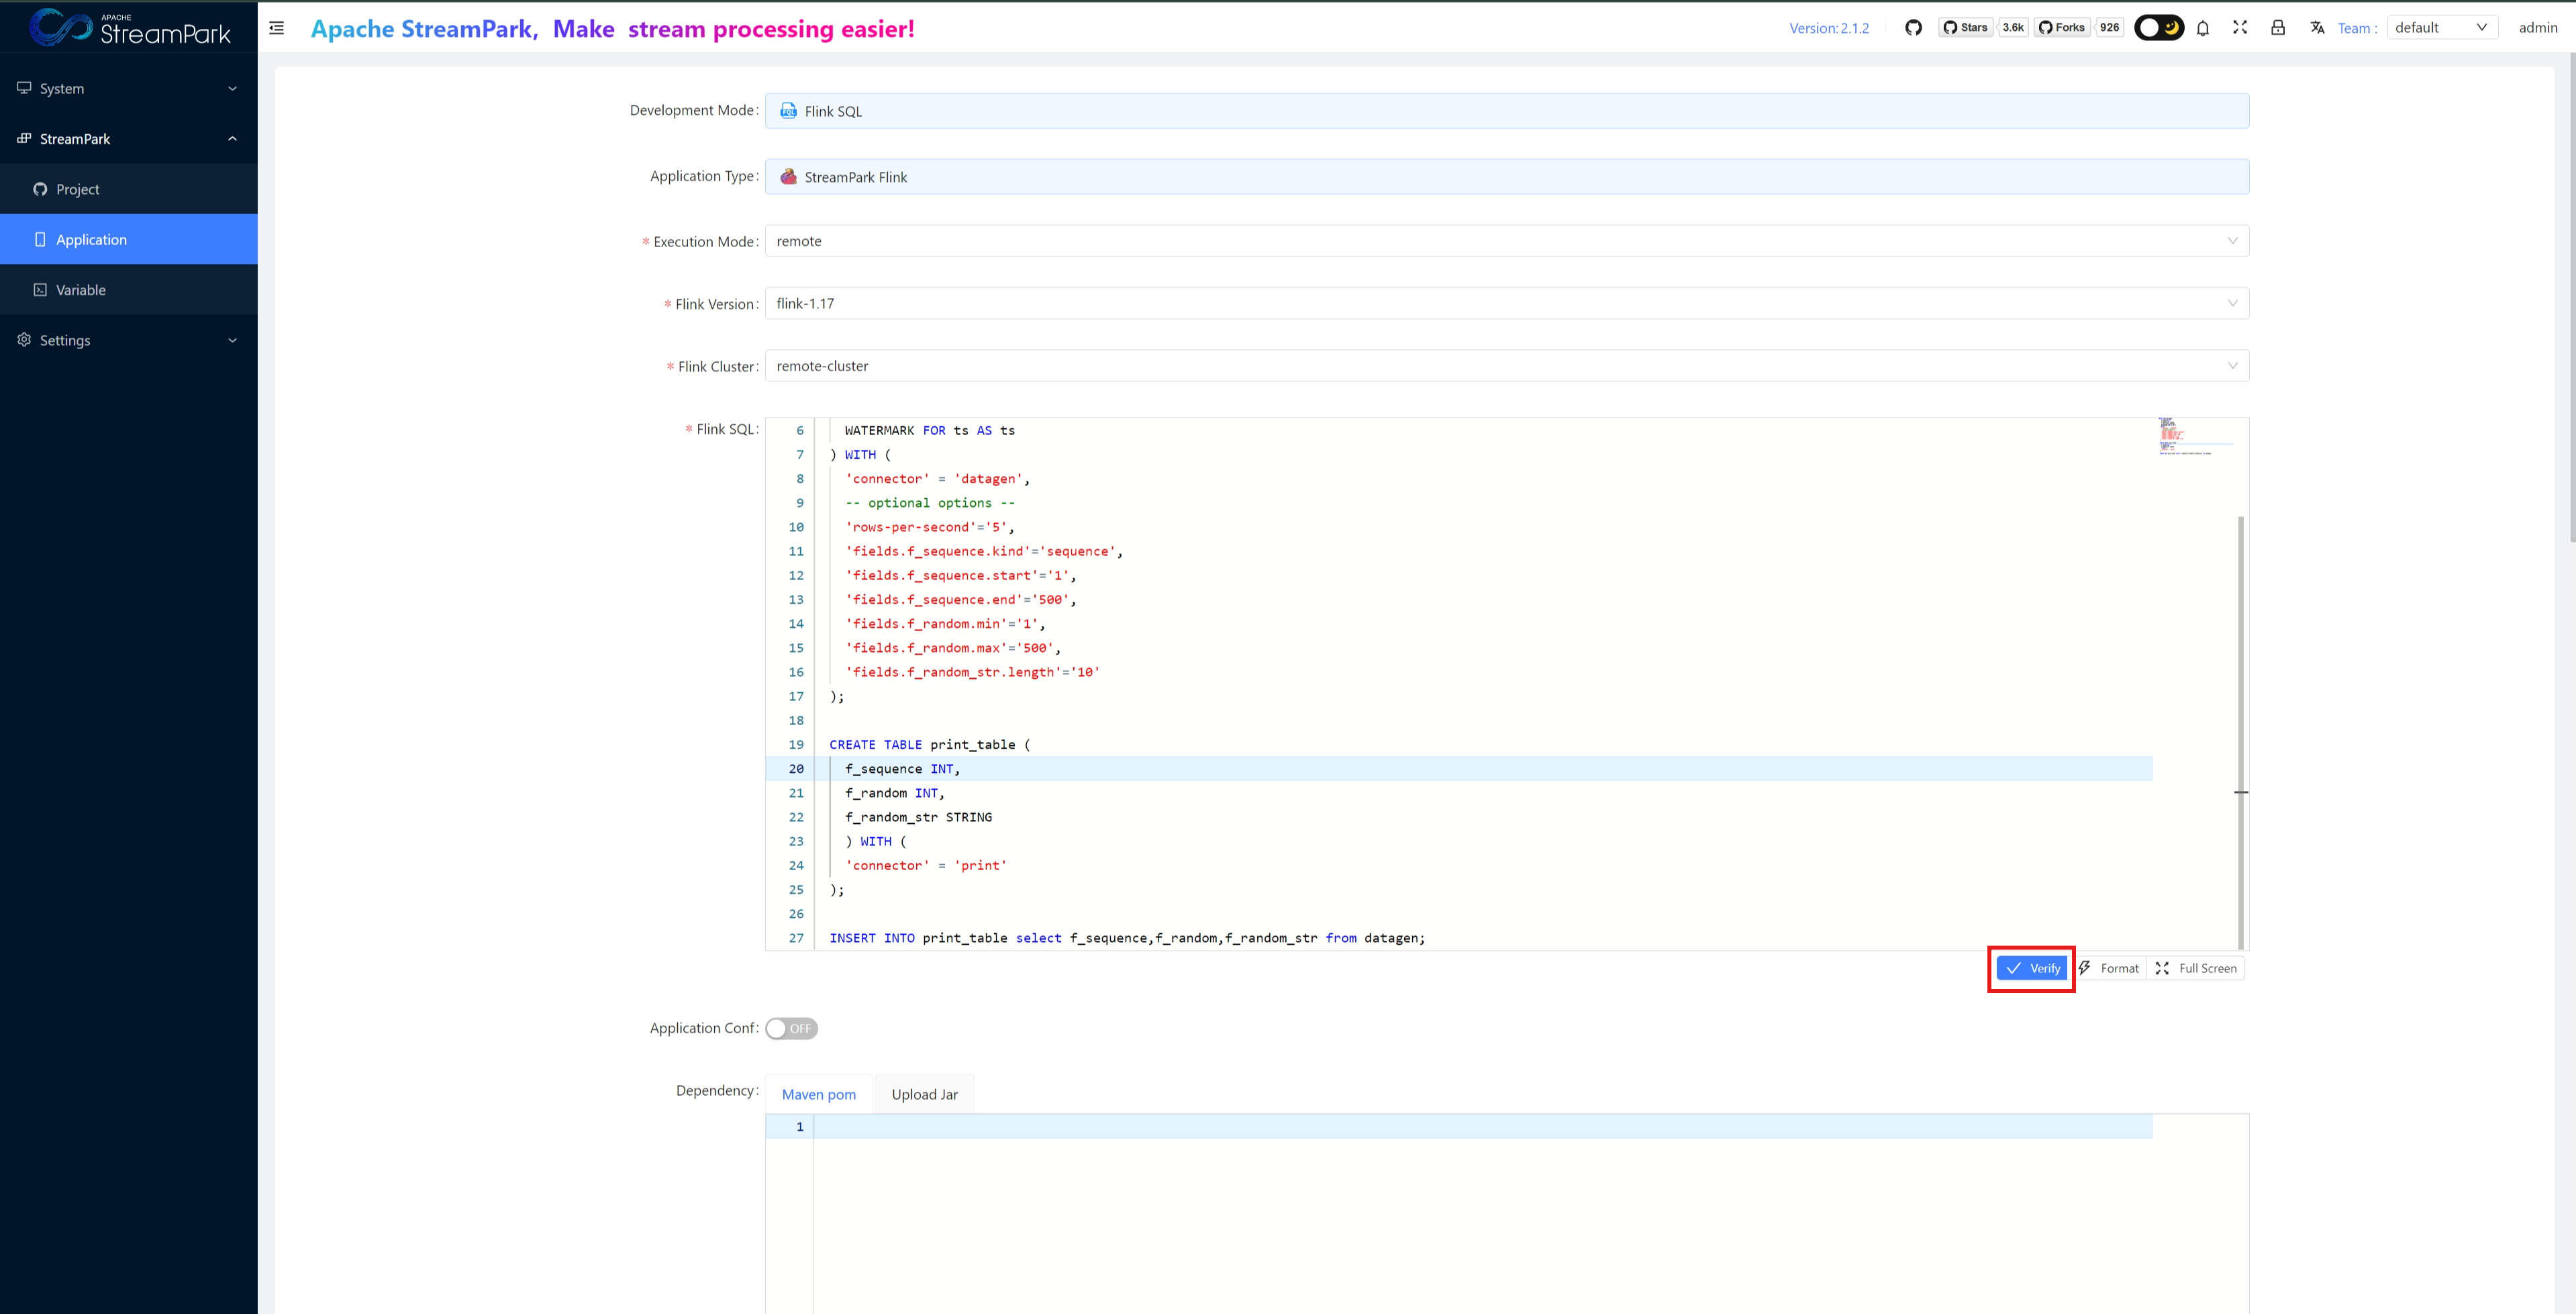 APACHE
StreamPark
Apache StreamPark, Make stream processing easier!
Version: 2.1.2
Stars 3.6k
Forks 926
Team :
default
admin
System
StreamPark
Project
Application
Variable
Settings
Development Mode:
SQL
Flink SQL
Application Type:
StreamPark Flink
* Execution Mode:
remote
* Flink Version:
flink-1.17
* Flink Cluster:
remote-cluster
* Flink SQL:
6 WATERMARK FOR ts AS ts
7 ) WITH (
8 'connector' = 'datagen',
9 -- optional options --
10 'rows-per-second'='5',
11 'fields.f_sequence.kind'='sequence',
12 'fields.f_sequence.start'='1',
13 'fields.f_sequence.end'='500',
14 'fields.f_random.min'='1',
15 'fields.f_random.max'='500',
16 'fields.f_random_str.length'='10'
17 );
18
19 CREATE TABLE print_table (
20 f_sequence INT,
21 f_random INT,
22 f_random_str STRING
23 ) WITH (
24 'connector' = 'print'
25 );
26
27 INSERT INTO print_table select f_sequence,f_random,f_random_str from datagen;
Verify
Format
Full Screen
Application Conf:
OFF
Dependency:
Maven pom
Upload Jar
1